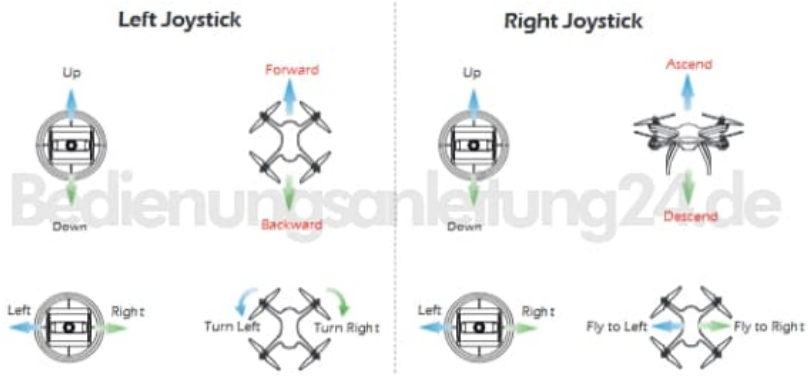 Left Joystick
Right Joystick
Up
Forward
Up
Ascend
Bedienungsanleitung24.de
Down
Backward
Down
Descend
Left
Right
Turn Left
Turn Right
Left
Right
Fly to Left
Fly to Right